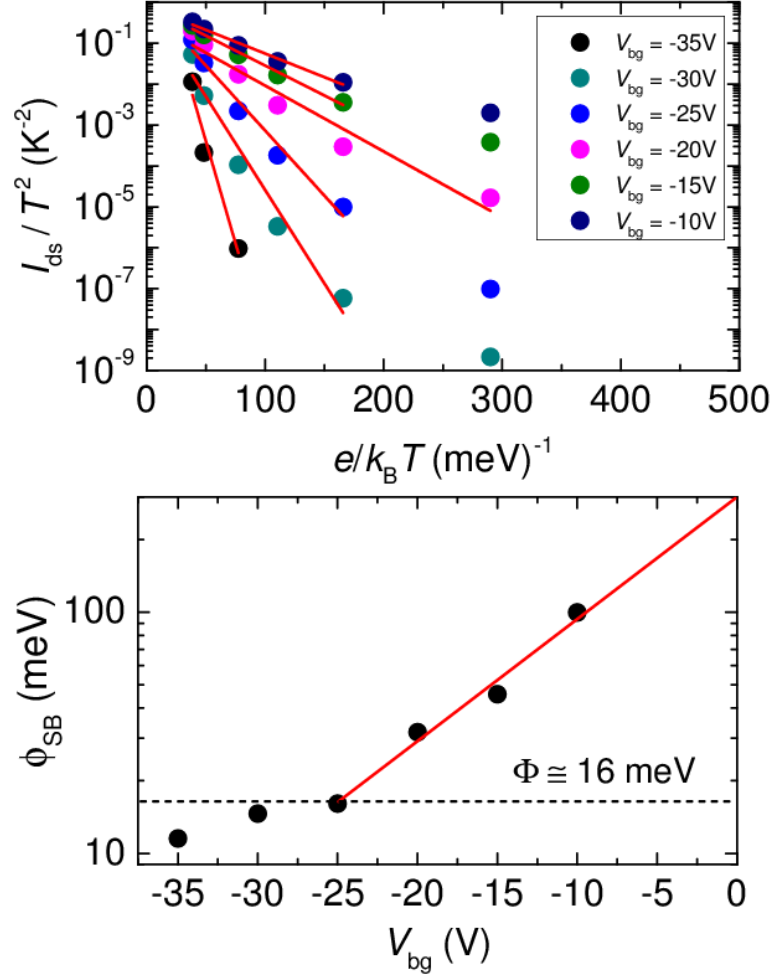 10⁻¹
10⁻³
10⁻⁵
10⁻⁷
10⁻⁹
I_ds / T² (K⁻²)
V_bg = -35V
V_bg = -30V
V_bg = -25V
V_bg = -20V
V_bg = -15V
V_bg = -10V
0 100 200 300 400 500
e/k_B T (meV)⁻¹
100
10
ϕ_SB (meV)
Φ ≅ 16 meV
-35 -30 -25 -20 -15 -10 -5 0
V_bg (V)